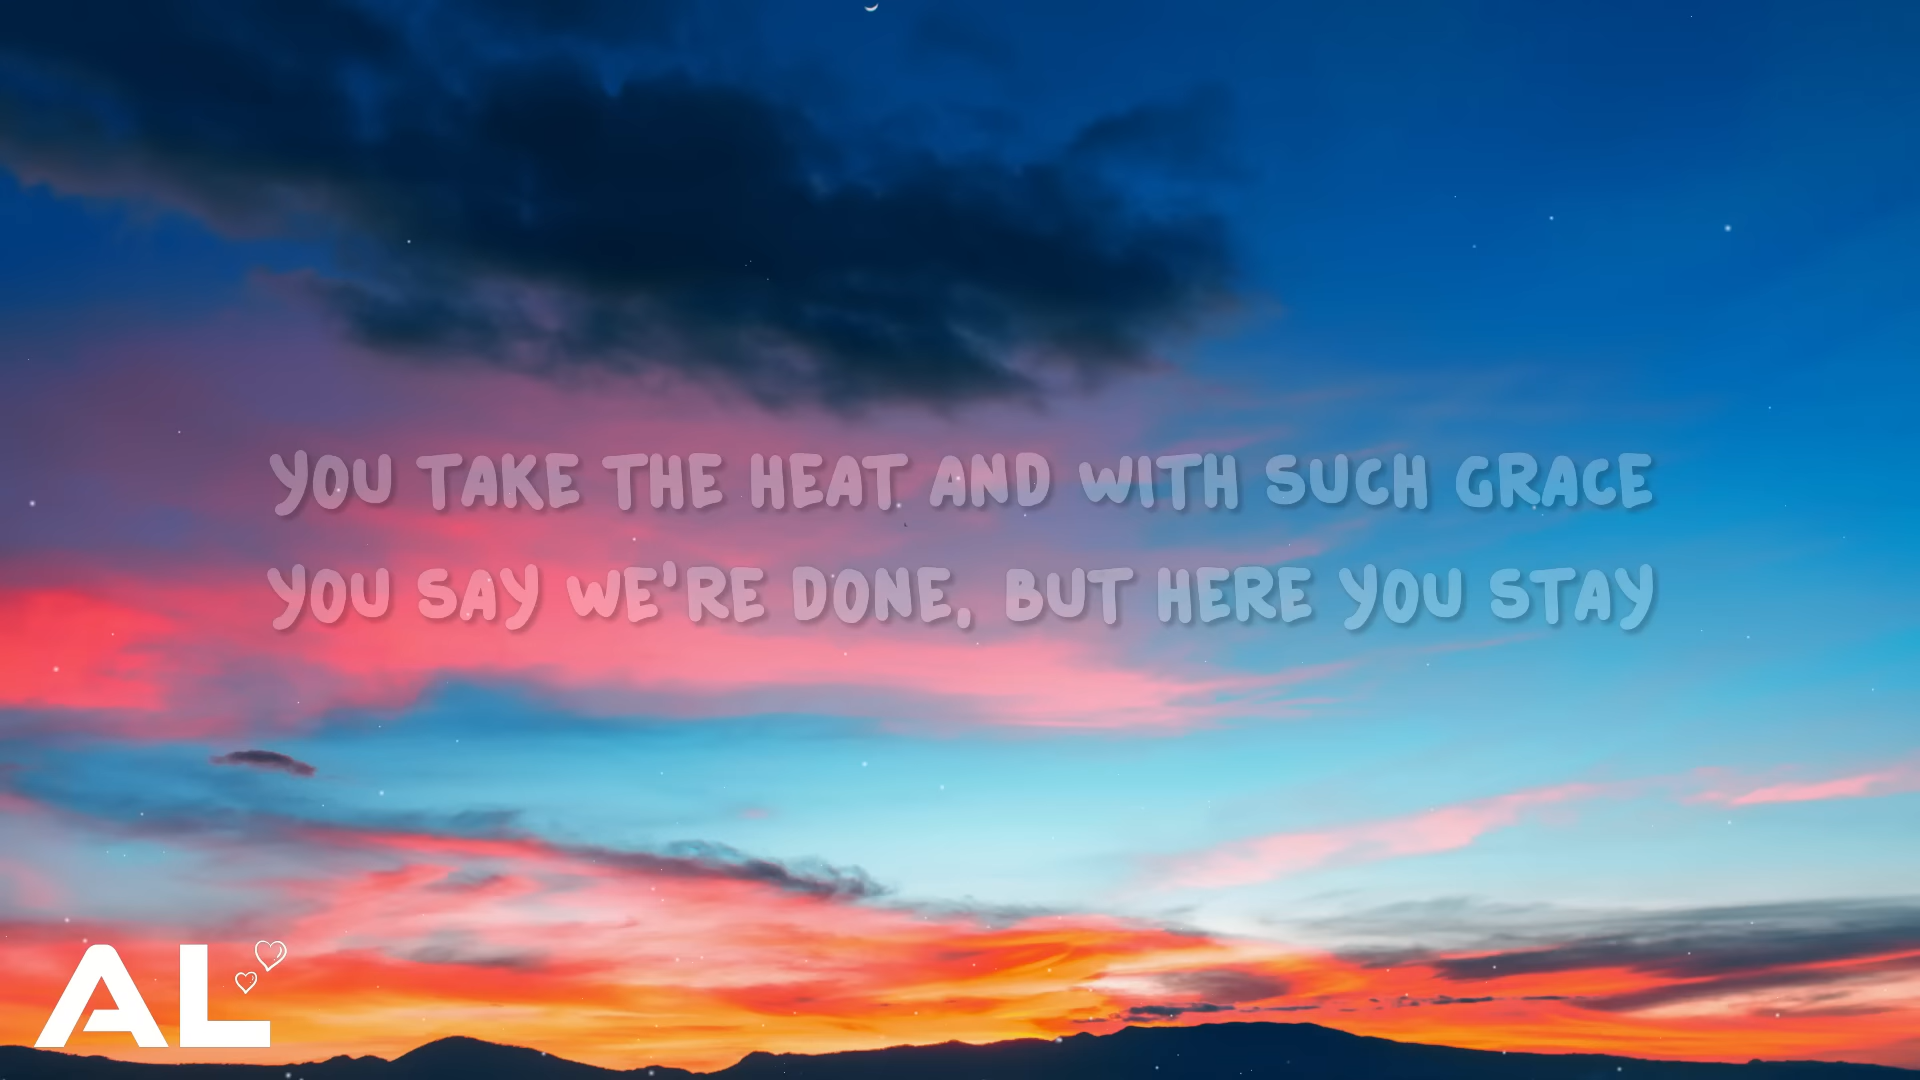 YOU TAKE THE HEAT AND WITH SUCH GRACE
YOU SAY WE'RE DONE, BUT HERE YOU STAY
AL